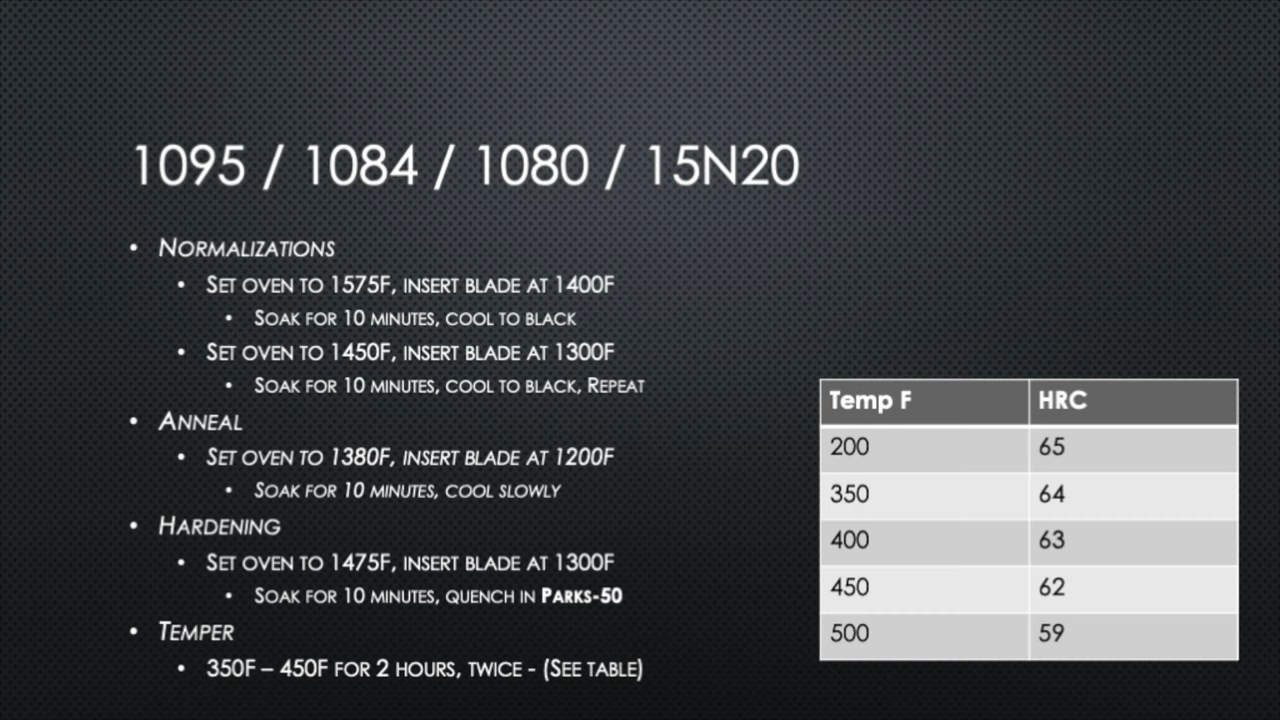 1095 / 1084 / 1080 / 15N20
• Normalizations
• Set oven to 1575F, insert blade at 1400F
• Soak for 10 minutes, cool to black
• Set oven to 1450F, insert blade at 1300F
• Soak for 10 minutes, cool to black, Repeat
• Anneal
• Set oven to 1380F, insert blade at 1200F
• Soak for 10 minutes, cool slowly
• Hardening
• Set oven to 1475F, insert blade at 1300F
• Soak for 10 minutes, quench in Parks-50
• Temper
• 350F – 450F for 2 hours, twice - (See table)
Temp F HRC
200 65
350 64
400 63
450 62
500 59